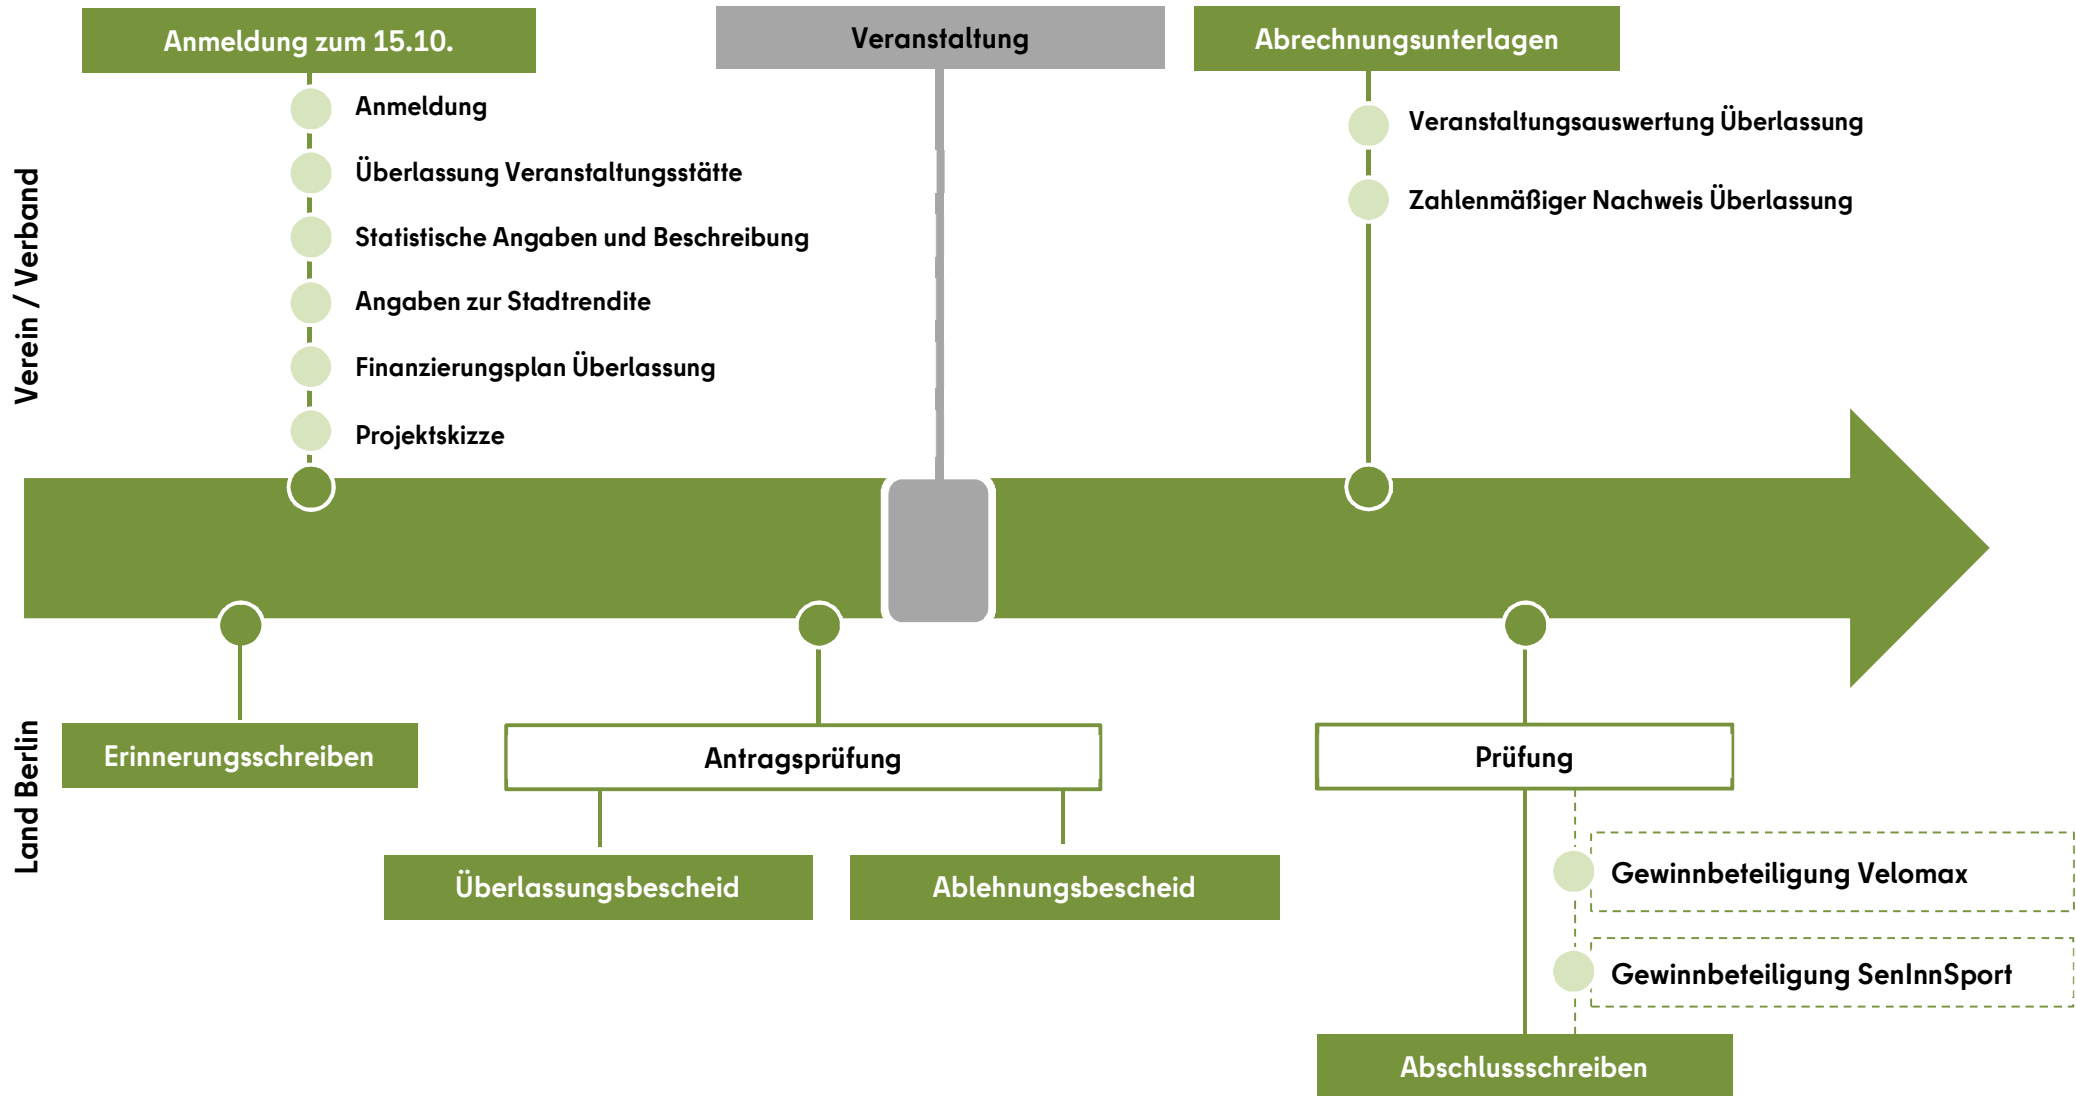 Anmeldung zum 15.10.
Veranstaltung
Abrechnungsunterlagen
Verein / Verband
Anmeldung
Überlassung Veranstaltungsstätte
Statistische Angaben und Beschreibung
Angaben zur Stadtrendite
Finanzierungsplan Überlassung
Projektskizze
Veranstaltungsauswertung Überlassung
Zahlenmäßiger Nachweis Überlassung
Land Berlin
Erinnerungsschreiben
Antragsprüfung
Prüfung
Überlassungsbescheid
Ablehnungsbescheid
Gewinnbeteiligung Velomax
Gewinnbeteiligung SenInnSport
Abschlussschreiben